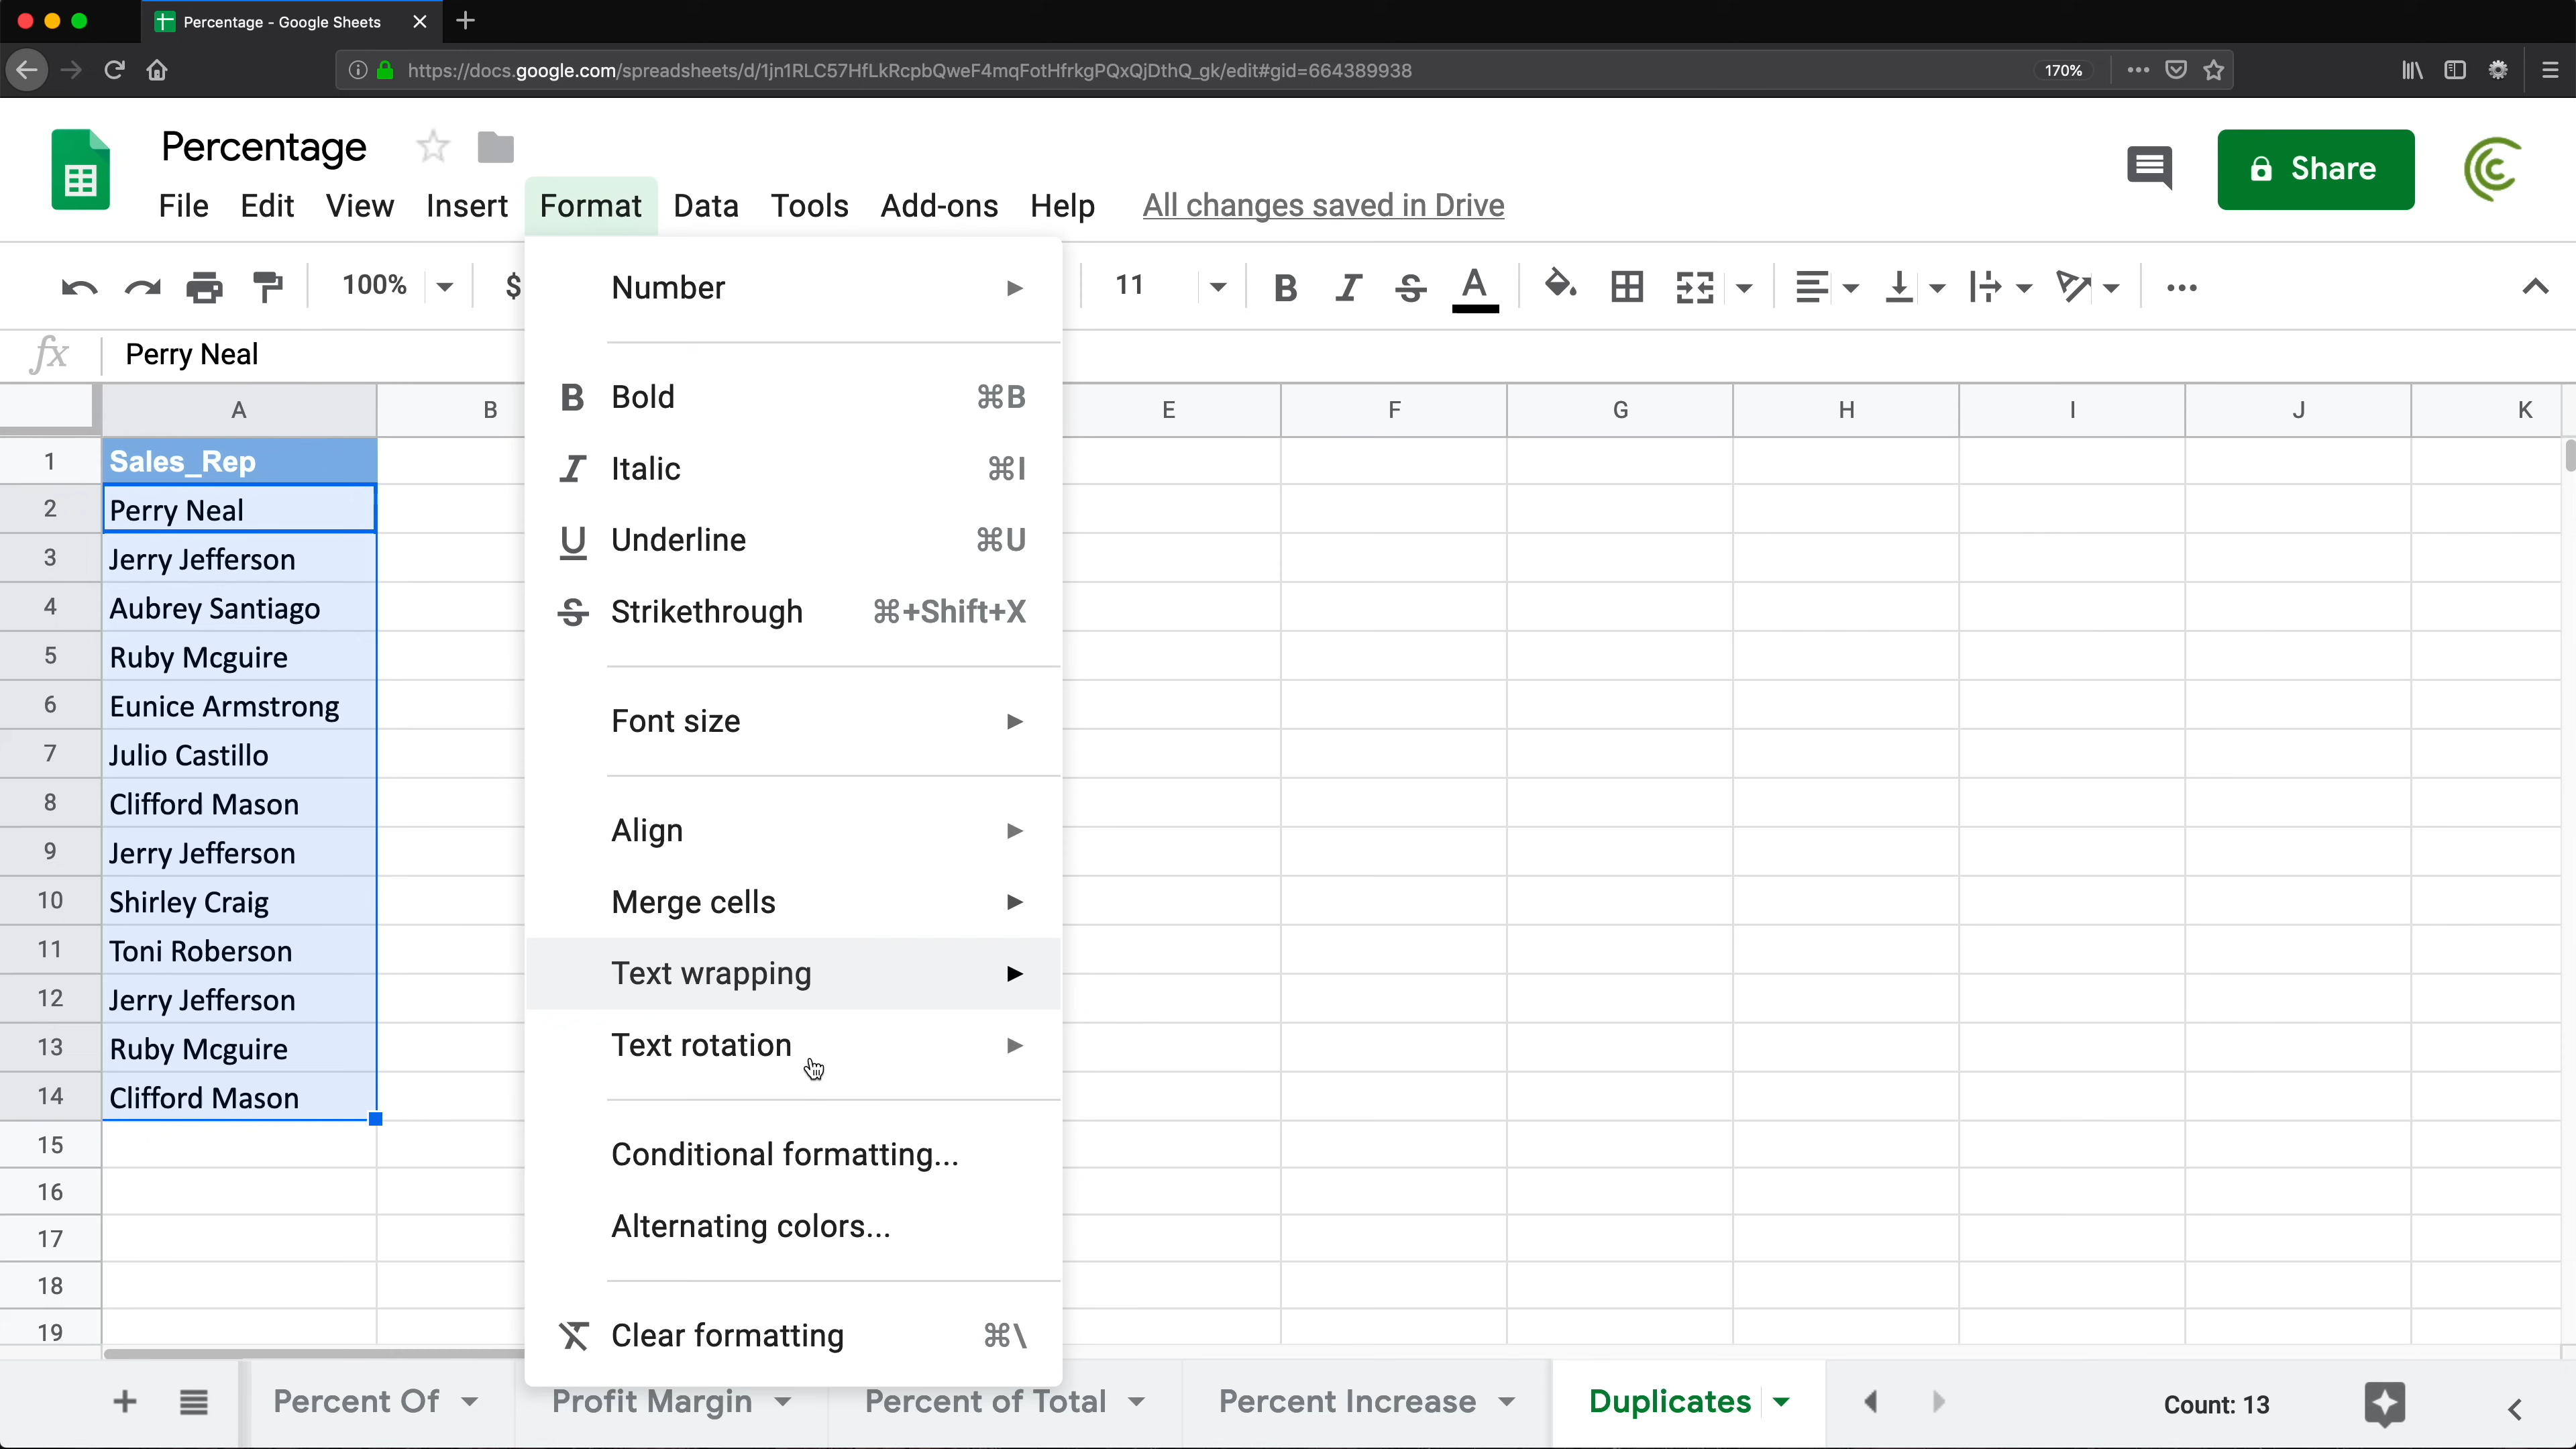 Percentage - Google Sheets
https://docs.google.com/spreadsheets/d/1jn1RLC57HfLkRcpbQweF4mqFotHfrkgPQxQjDthQ_gk/edit#gid=664389938
170%
Percentage
Share
File Edit View Insert Format Data Tools Add-ons Help All changes saved in Drive
100% $ 11
fx Perry Neal
A B E F G H I J K
1 Sales_Rep
2 Perry Neal
3 Jerry Jefferson
4 Aubrey Santiago
5 Ruby Mcguire
6 Eunice Armstrong
7 Julio Castillo
8 Clifford Mason
9 Jerry Jefferson
10 Shirley Craig
11 Toni Roberson
12 Jerry Jefferson
13 Ruby Mcguire
14 Clifford Mason
15
16
17
18
19
Number
B Bold ⌘B
I Italic ⌘I
U Underline ⌘U
S Strikethrough ⌘+Shift+X
Font size
Align
Merge cells
Text wrapping
Text rotation
Conditional formatting...
Alternating colors...
Clear formatting ⌘\
Percent Of Profit Margin Percent of Total Percent Increase Duplicates Count: 13